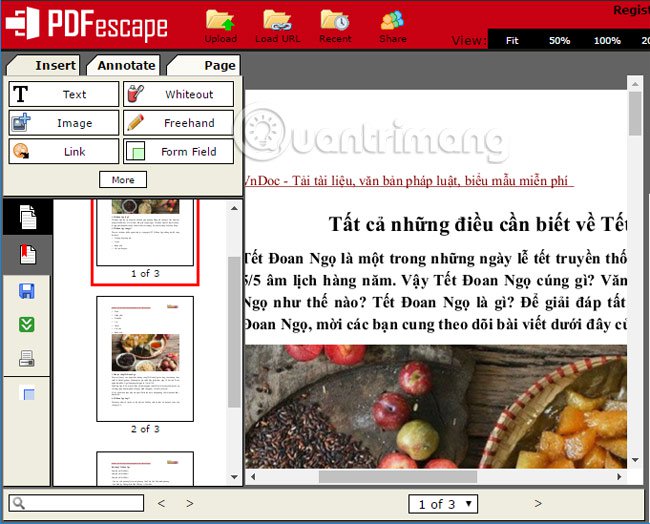 PDFescape
Upload
Load URL
Recent
Share
Regist
View:
Fit
50%
100%
20
Insert
Annotate
Page
Text
Whiteout
Image
Freehand
Link
Form Field
More
Quantrimang
VnDoc - Tải tài liệu, văn bản pháp luật, biểu mẫu miễn phí
Tất cả những điều cần biết về Tết
Tết Đoan Ngọ là một trong những ngày lễ tết truyền thố
5/5 âm lịch hàng năm. Vậy Tết Đoan Ngọ cúng gì? Văn
Ngọ như thế nào? Tết Đoan Ngọ là gì? Để giải đáp tất
Đoan Ngọ, mời các bạn cung theo dõi bài viết dưới đây củ
1 of 3
2 of 3
< >
1 of 3
>